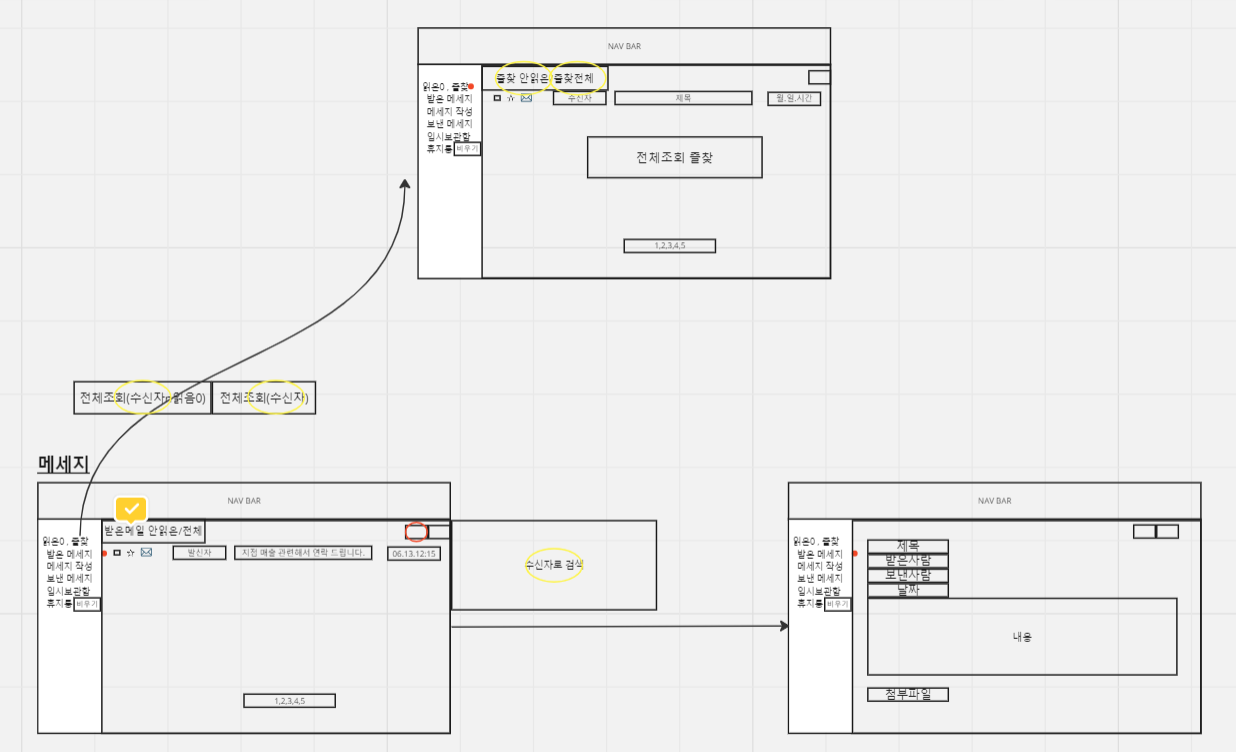 NAV BAR
즐찾 안읽은 즐찾전체
읽은0 , 즐찾
받은 메세지
메세지 작성
보낸 메세지
임시보관함
휴지통 비우기
수신자
제목
월.일.시간
전체조회 즐찾
1,2,3,4,5
전체조회(수신자,읽음0)
전체조회(수신자)
메세지
NAV BAR
받은메일 안읽은/전체
읽은0 , 즐찾
받은 메세지
메세지 작성
보낸 메세지
임시보관함
휴지통 비우기
발신자
지점 매출 관련해서 연락 드립니다.
06.13.12:15
1,2,3,4,5
수신자로 검색
NAV BAR
읽은0 , 즐찾
받은 메세지
메세지 작성
보낸 메세지
임시보관함
휴지통 비우기
제목
받은사람
보낸사람
날짜
내용
첨부파일